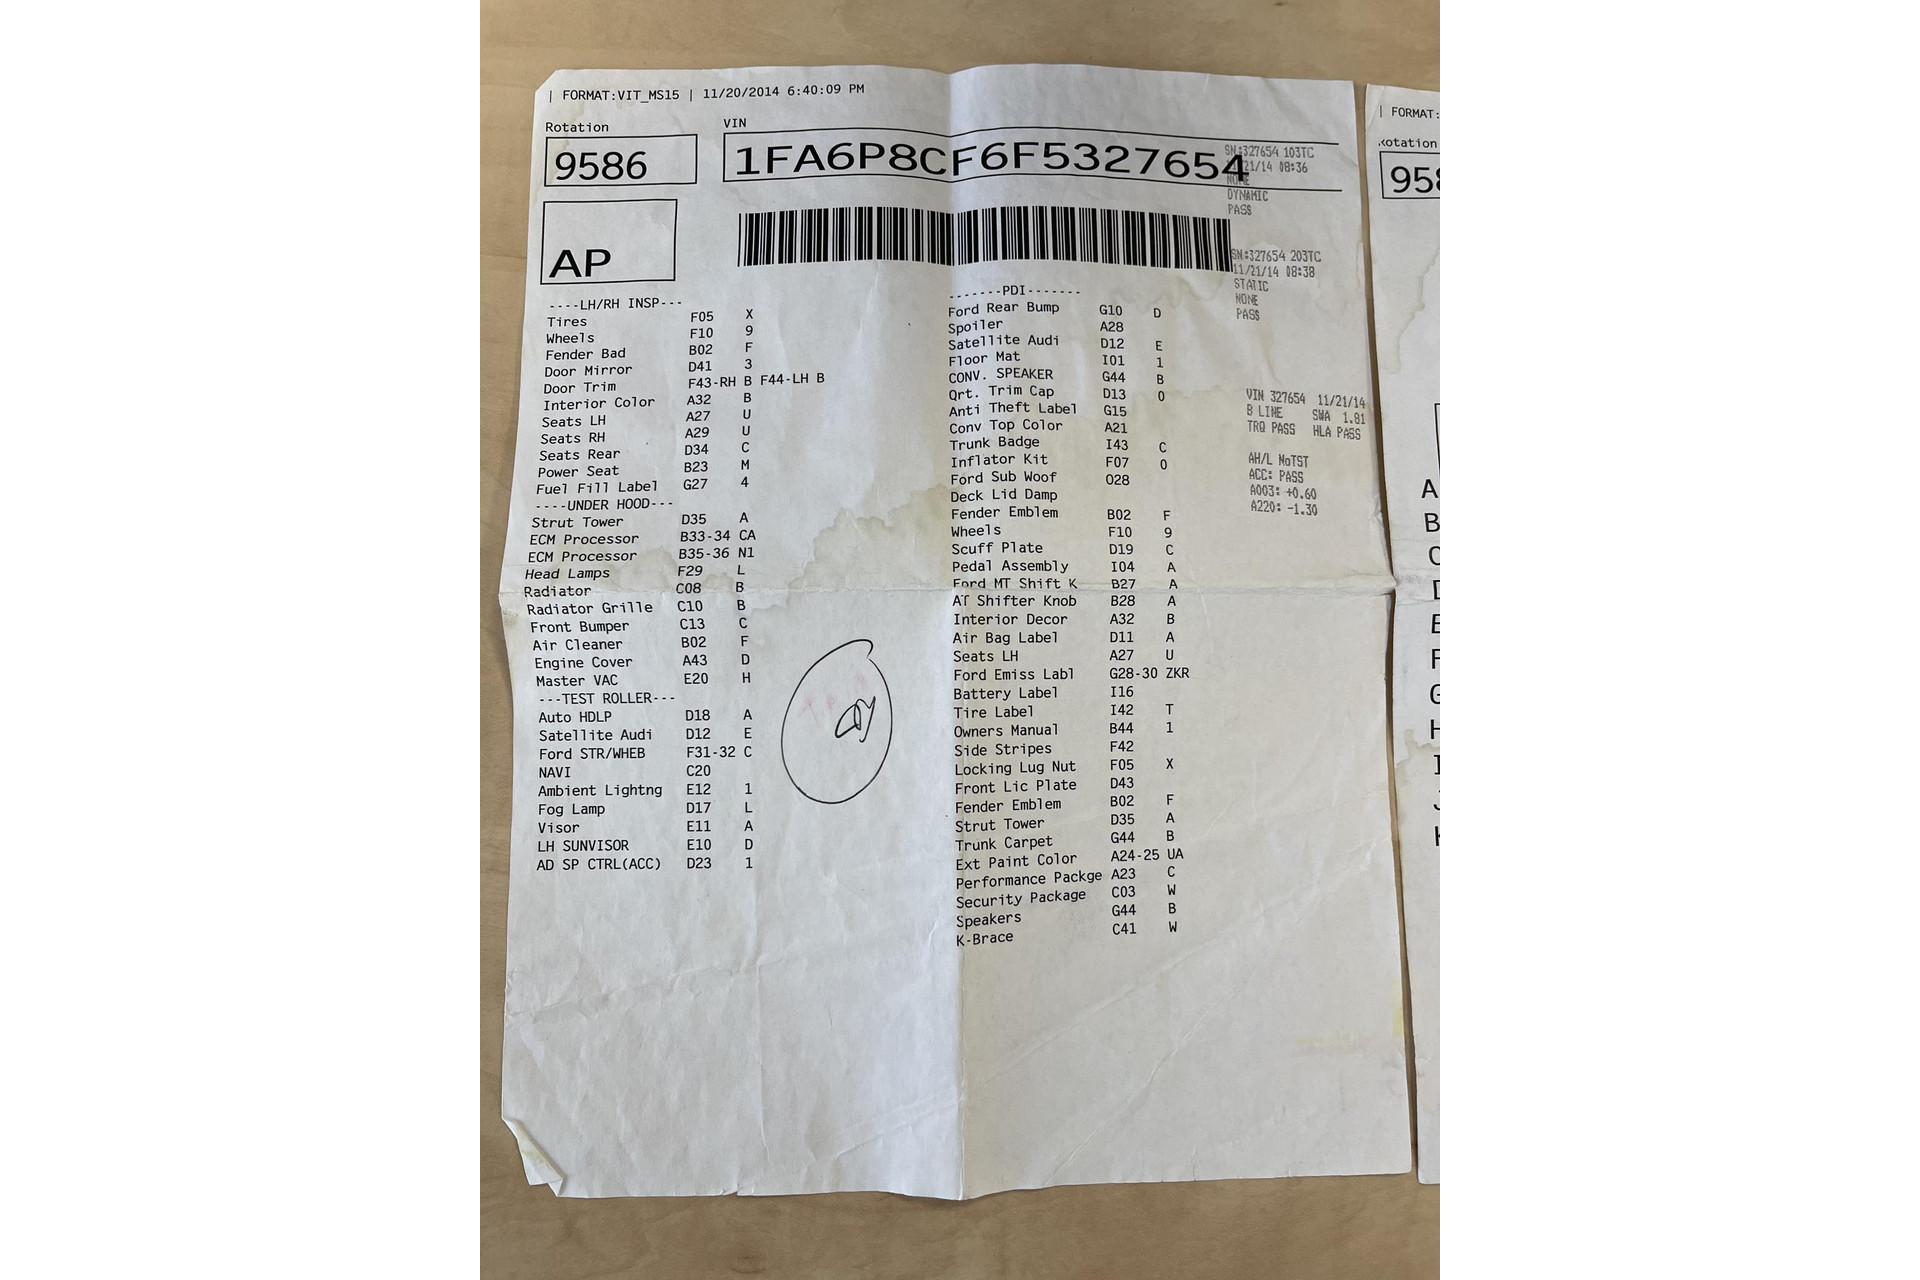 | FORMAT:VIT_MS15 | 11/20/2014 6:40:09 PM
Rotation
9586
VIN
1FA6P8CF6F5327654
AP
SN:327654 103TC
21/14 08:36
NONE
DYNAMIC
PASS
SN:327654 203TC
11/21/14 08:38
STATIC
NONE
PASS
VIN 327654 11/21/14
B LINE SWA 1.81
TRQ PASS HLA PASS
AH/L NoTST
ACC: PASS
A003: +0.60
A220: -1.30
----LH/RH INSP---
Tires F05 X
Wheels F10 9
Fender Bad B02 F
Door Mirror D41 3
Door Trim F43-RH B F44-LH B
Interior Color A32 B
Seats LH A27 U
Seats RH A29 U
Seats Rear D34 C
Power Seat B23 M
Fuel Fill Label G27 4
----UNDER HOOD---
Strut Tower D35 A
ECM Processor B33-34 CA
ECM Processor B35-36 N1
Head Lamps F29 L
Radiator C08 B
Radiator Grille C10 B
Front Bumper C13 C
Air Cleaner B02 F
Engine Cover A43 D
Master VAC E20 H
---TEST ROLLER---
Auto HDLP D18 A
Satellite Audi D12 E
Ford STR/WHEB F31-32 C
NAVI C20
Ambient Lightng E12 1
Fog Lamp D17 L
Visor E11 A
LH SUNVISOR E10 D
AD SP CTRL(ACC) D23 1
-------PDI-------
Ford Rear Bump G10 D
Spoiler A28
Satellite Audi D12 E
Floor Mat I01 1
CONV. SPEAKER G44 B
Qrt. Trim Cap D13 0
Anti Theft Label G15
Conv Top Color A21
Trunk Badge I43 C
Inflator Kit F07 0
Ford Sub Woof O28
Deck Lid Damp
Fender Emblem B02 F
Wheels F10 9
Scuff Plate D19 C
Pedal Assembly I04 A
Ford MT Shift K B27 A
AT Shifter Knob B28 A
Interior Decor A32 B
Air Bag Label D11 A
Seats LH A27 U
Ford Emiss Labl G28-30 ZKR
Battery Label I16
Tire Label I42 T
Owners Manual B44 1
Side Stripes F42
Locking Lug Nut F05 X
Front Lic Plate D43
Fender Emblem B02 F
Strut Tower D35 A
Trunk Carpet G44 B
Ext Paint Color A24-25 UA
Performance Packge A23 C
Security Package C03 W
Speakers G44 B
K-Brace C41 W
| FORMAT:
Rotation
958
A
B
C
D
E
F
G
H
I
J
K